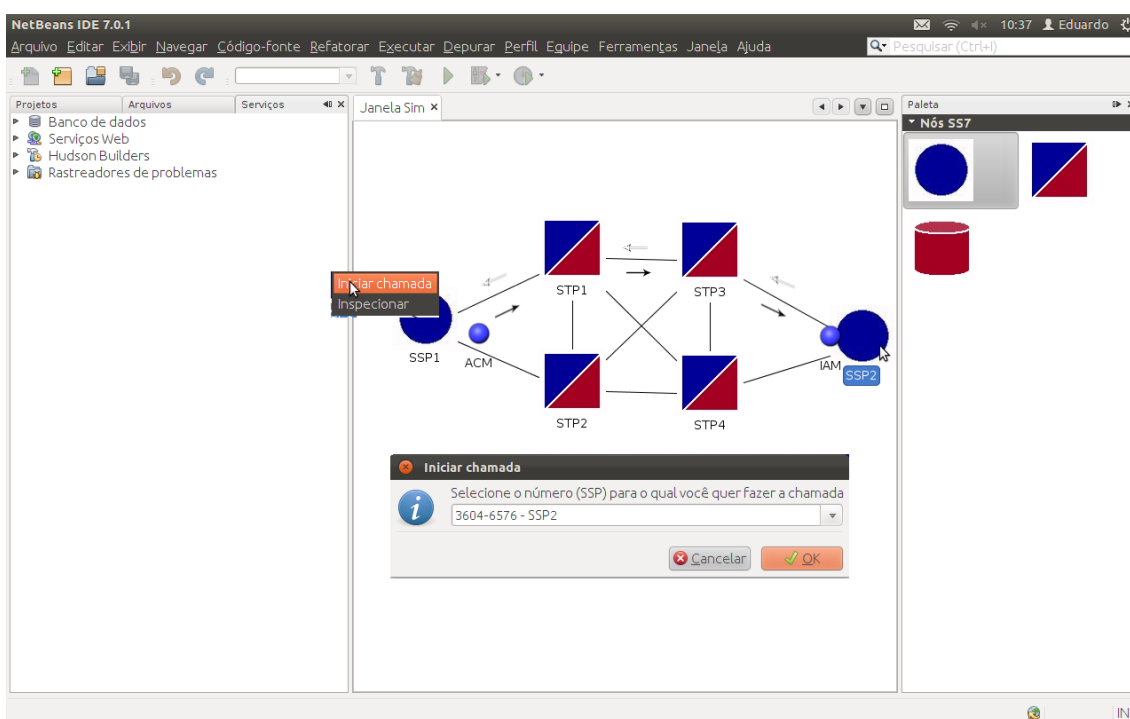 NetBeans IDE 7.0.1
10:37 Eduardo
Arquivo Editar Exibir Navegar Código-fonte Refatorar Executar Depurar Perfil Equipe Ferramentas Janela Ajuda
Pesquisar (Ctrl+I)
Projetos Arquivos Serviços
Banco de dados
Serviços Web
Hudson Builders
Rastreadores de problemas
Janela Sim
Paleta
Nós SS7
Iniciar chamada
Inspecionar
STP1
STP3
SSP1
ACM
IAM
SSP2
STP2
STP4
Iniciar chamada
Selecione o número (SSP) para o qual você quer fazer a chamada
3604-6576 - SSP2
Cancelar
OK